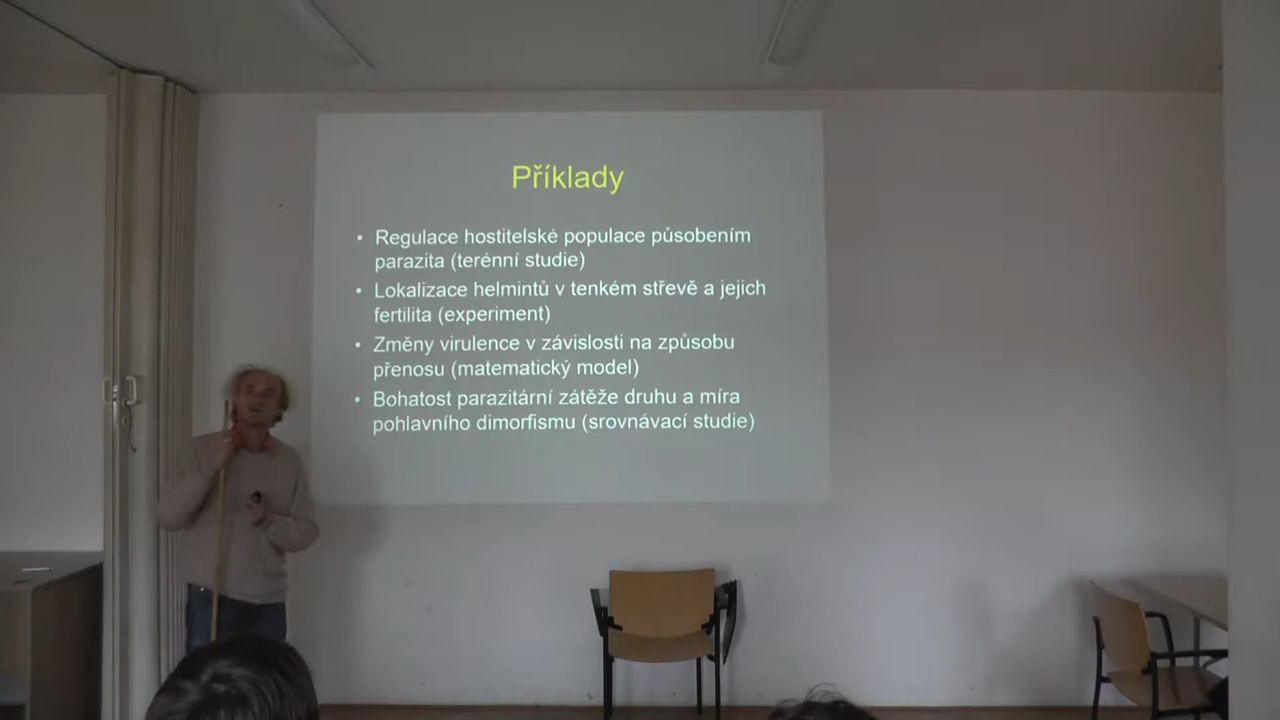 Příklady
• Regulace hostitelské populace působením
parazita (terénní studie)
• Lokalizace helmintů v tenkém střevě a jejich
fertilita (experiment)
• Změny virulence v závislosti na způsobu
přenosu (matematický model)
• Bohatost parazitární zátěže druhu a míra
pohlavního dimorfismu (srovnávací studie)